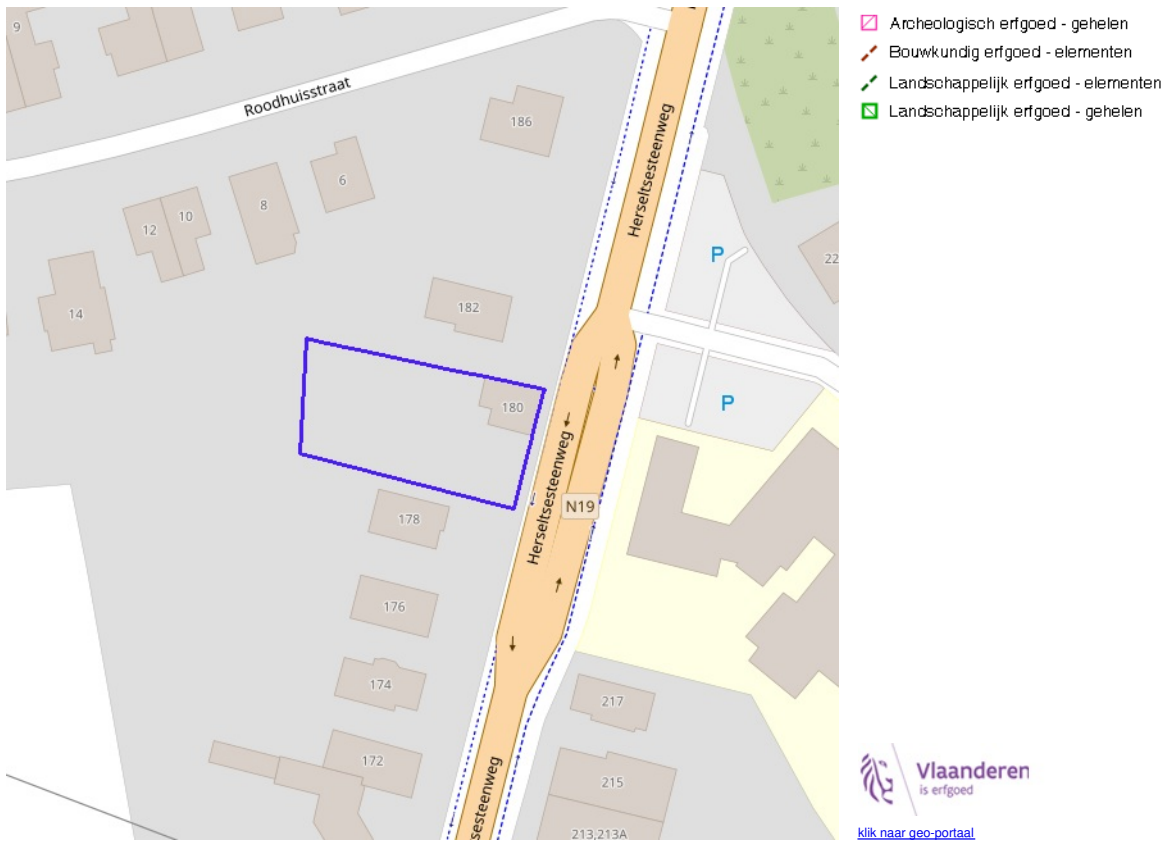 9
Roodhuisstraat
186
Herseltsesteenweg
6
8
10
12
14
182
P
22
180
P
Herseltsesteenweg
N19
178
176
174
172
217
215
213,213A
sesteenweg
Archeologisch erfgoed - gehelen
Bouwkundig erfgoed - elementen
Landschappelijk erfgoed - elementen
Landschappelijk erfgoed - gehelen
Vlaanderen
is erfgoed
klik naar geo-portaal